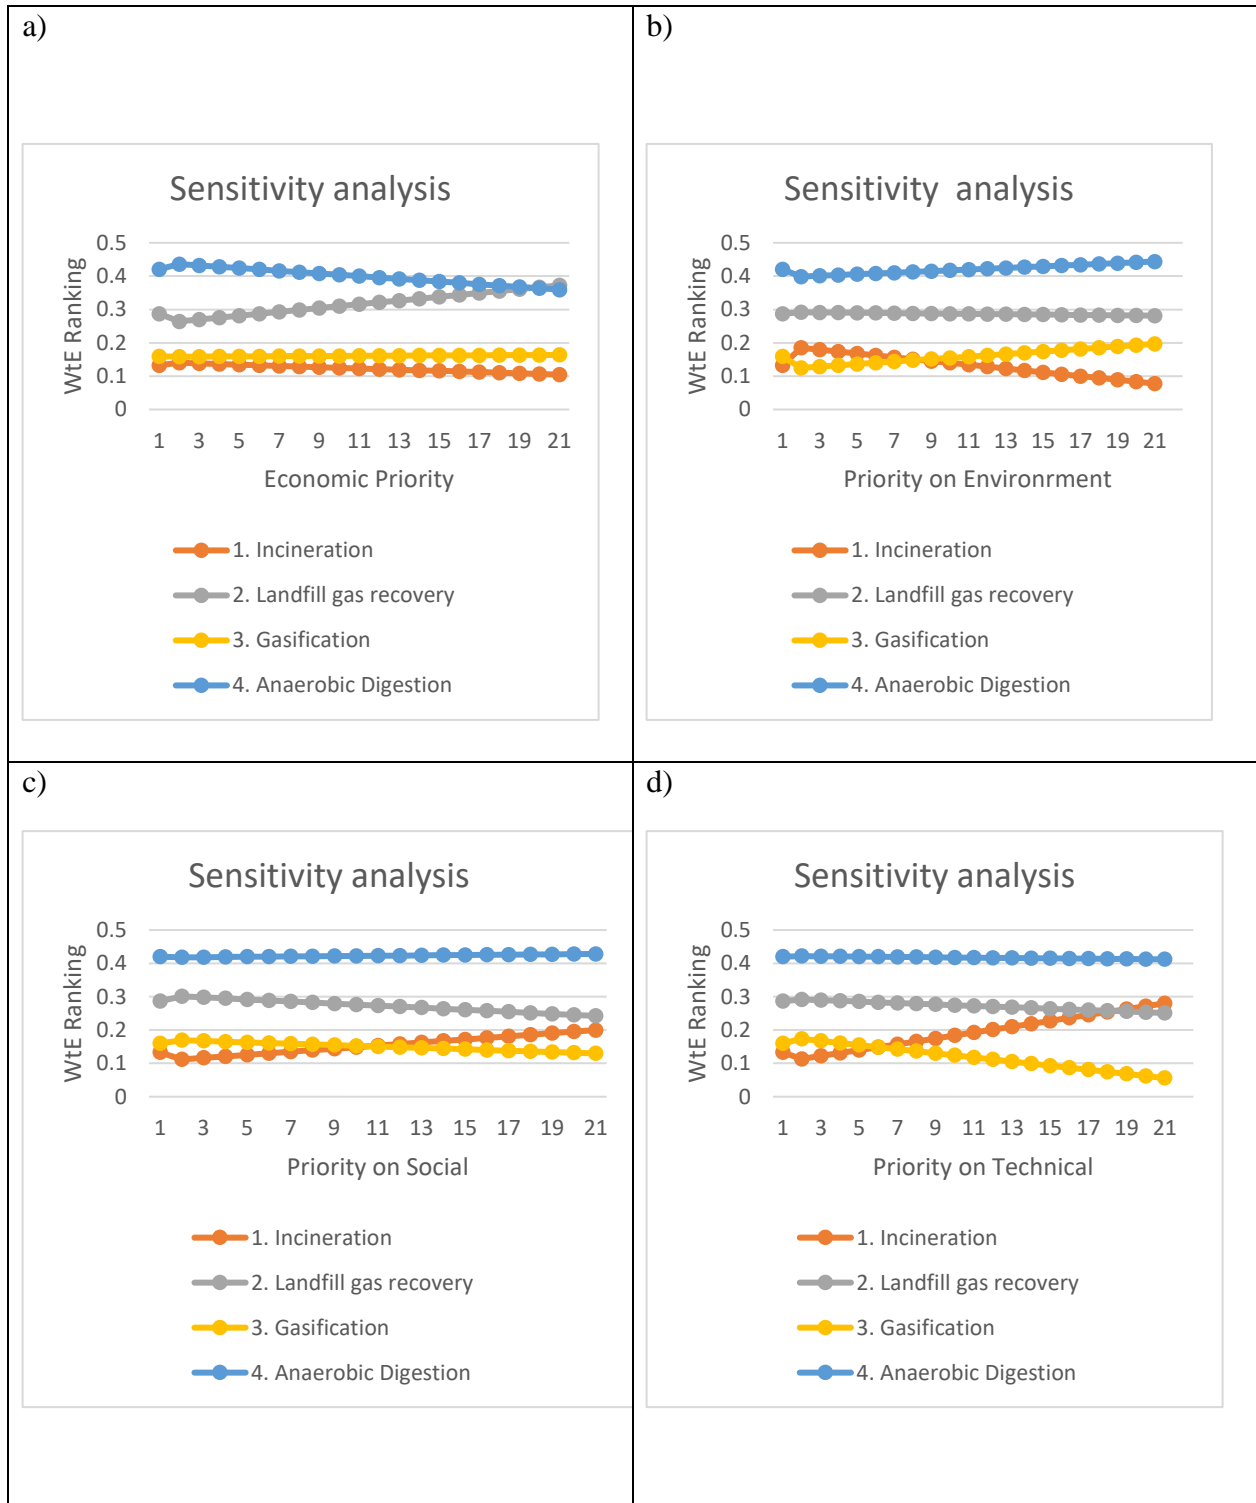 a)
Sensitivity analysis
WtE Ranking
0.5
0.4
0.3
0.2
0.1
0
1 3 5 7 9 11 13 15 17 19 21
Economic Priority
1. Incineration
2. Landfill gas recovery
3. Gasification
4. Anaerobic Digestion
b)
Sensitivity analysis
WtE Ranking
0.5
0.4
0.3
0.2
0.1
0
1 3 5 7 9 11 13 15 17 19 21
Priority on Environrment
1. Incineration
2. Landfill gas recovery
3. Gasification
4. Anaerobic Digestion
c)
Sensitivity analysis
WtE Ranking
0.5
0.4
0.3
0.2
0.1
0
1 3 5 7 9 11 13 15 17 19 21
Priority on Social
1. Incineration
2. Landfill gas recovery
3. Gasification
4. Anaerobic Digestion
d)
Sensitivity analysis
WtE Ranking
0.5
0.4
0.3
0.2
0.1
0
1 3 5 7 9 11 13 15 17 19 21
Priority on Technical
1. Incineration
2. Landfill gas recovery
3. Gasification
4. Anaerobic Digestion